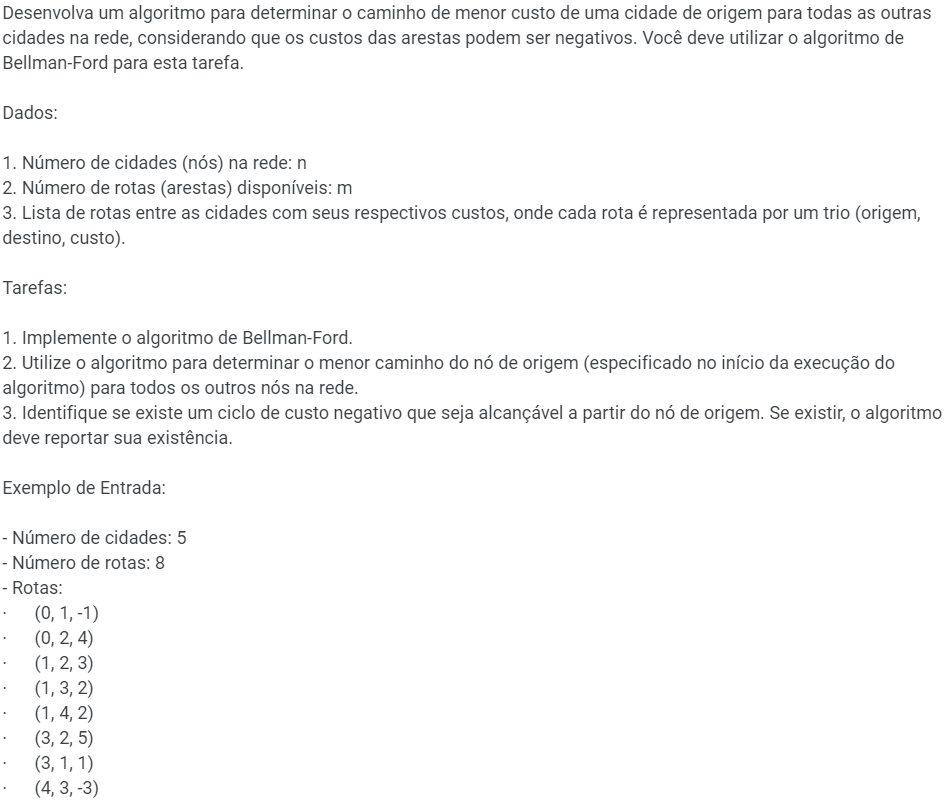 Desenvolva um algoritmo para determinar o caminho de menor custo de uma cidade de origem para todas as outras
cidades na rede, considerando que os custos das arestas podem ser negativos. Você deve utilizar o algoritmo de
Bellman-Ford para esta tarefa.
Dados:
1. Número de cidades (nós) na rede: n
2. Número de rotas (arestas) disponíveis: m
3. Lista de rotas entre as cidades com seus respectivos custos, onde cada rota é representada por um trio (origem,
destino, custo).
Tarefas:
1. Implemente o algoritmo de Bellman-Ford.
2. Utilize o algoritmo para determinar o menor caminho do nó de origem (especificado no início da execução do
algoritmo) para todos os outros nós na rede.
3. Identifique se existe um ciclo de custo negativo que seja alcançável a partir do nó de origem. Se existir, o algoritmo
deve reportar sua existência.
Exemplo de Entrada:
- Número de cidades: 5
- Número de rotas: 8
- Rotas:
· (0, 1, -1)
· (0, 2, 4)
· (1, 2, 3)
· (1, 3, 2)
· (1, 4, 2)
· (3, 2, 5)
· (3, 1, 1)
· (4, 3, -3)